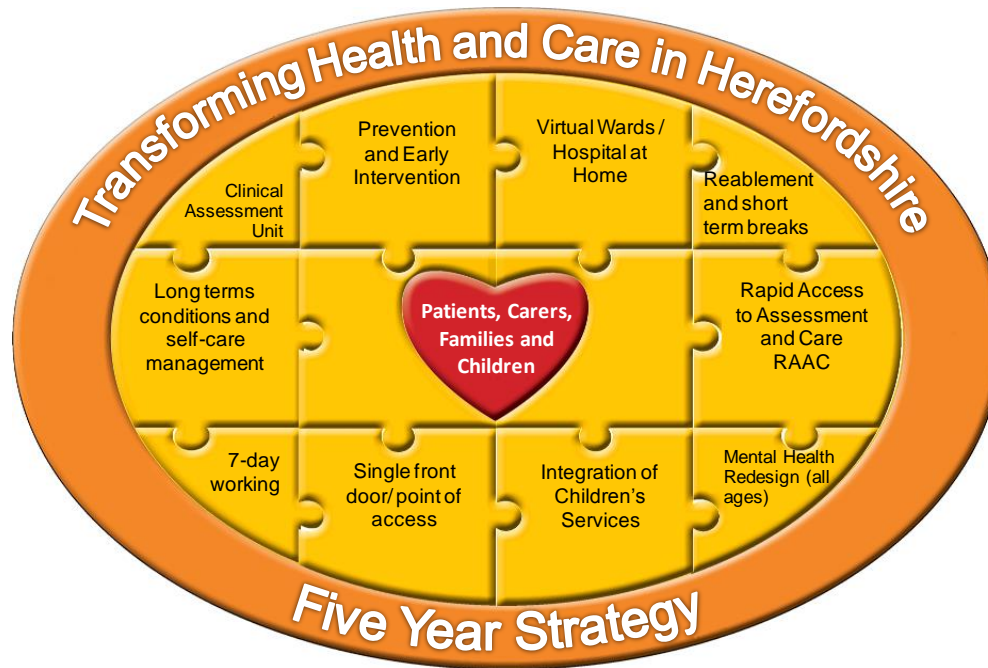 Transforming Health and Care in Herefordshire
Clinical
Assessment
Unit
Prevention
and Early
Intervention
Virtual Wards /
Hospital at
Home
Reablement
and short
term breaks
Long terms
conditions and
self-care
management
Patients, Carers,
Families and
Children
Rapid Access
to Assessment
and Care
RAAC
7-day
working
Single front
door/ point of
access
Integration of
Children's
Services
Mental Health
Redesign (all
ages)
Five Year Strategy